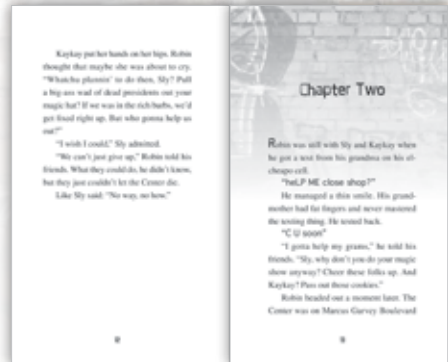 Kaykay put her hands on her hips. Robin
thought that maybe she was about to cry.
"Whatchu plannin' to do then, Sly? Pull
a big-ass wad of dead presidents out your
magic hat? If we was in the rich burbs, we'd
get fixed right up. But who gonna help us
out?"
"I wish I could," Sly admitted.
"We can't just give up," Robin told his
friends. What they could do, he didn't know,
but they just couldn't let the Center die.
Like Sly said: "No way, no how."
12
Chapter Two
Robin was still with Sly and Kaykay when
he got a text from his grandma on his el-
cheapo cell.
"heLP ME close shop?"
He managed a thin smile. His grand-
mother had fat fingers and never mastered
the texting thing. He texted back.
"C U soon"
"I gotta help my grams," he told his
friends. "Sly, why don't you do your magic
show anyway? Cheer these folks up. And
Kaykay? Pass out those cookies."
Robin headed out a moment later. The
Center was on Marcus Garvey Boulevard